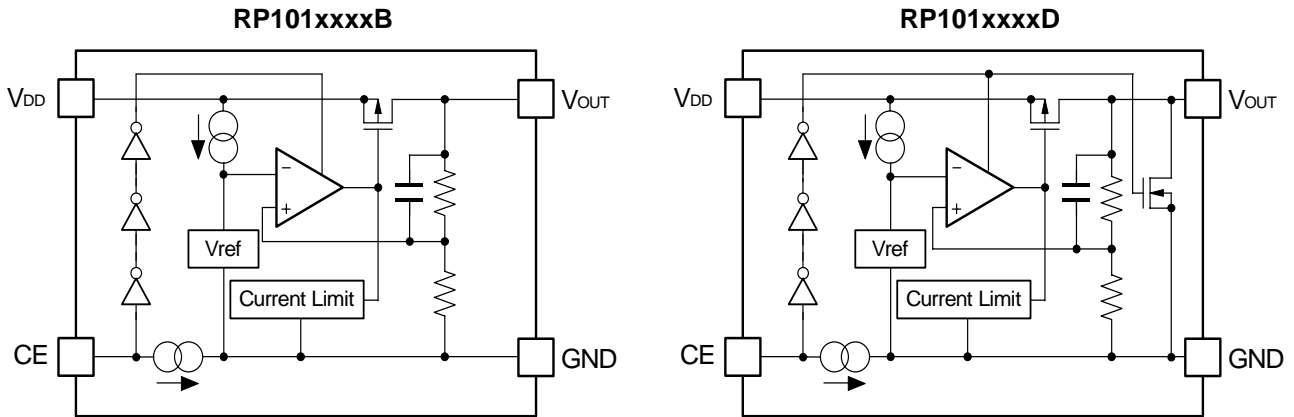 RP101xxxxB
VDD
VOUT
−
+
Vref
Current Limit
CE
GND
RP101xxxxD
VDD
VOUT
−
+
Vref
Current Limit
CE
GND